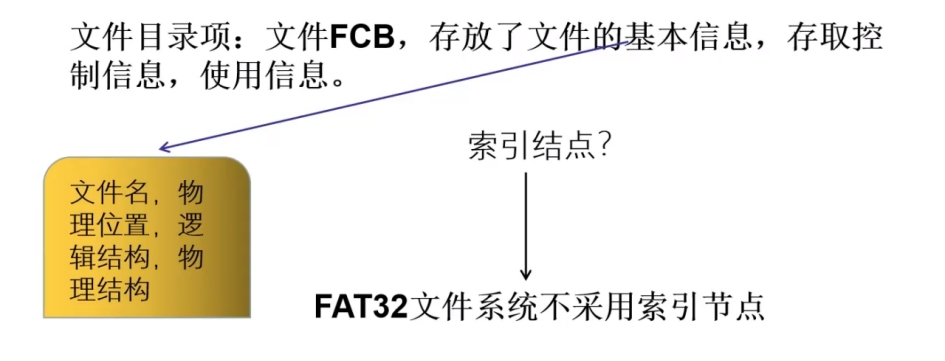 文件目录项：文件FCB，存放了文件的基本信息，存取控
制信息，使用信息。
索引结点？
文件名，物
理位置，逻
辑结构，物
理结构
FAT32文件系统不采用索引节点